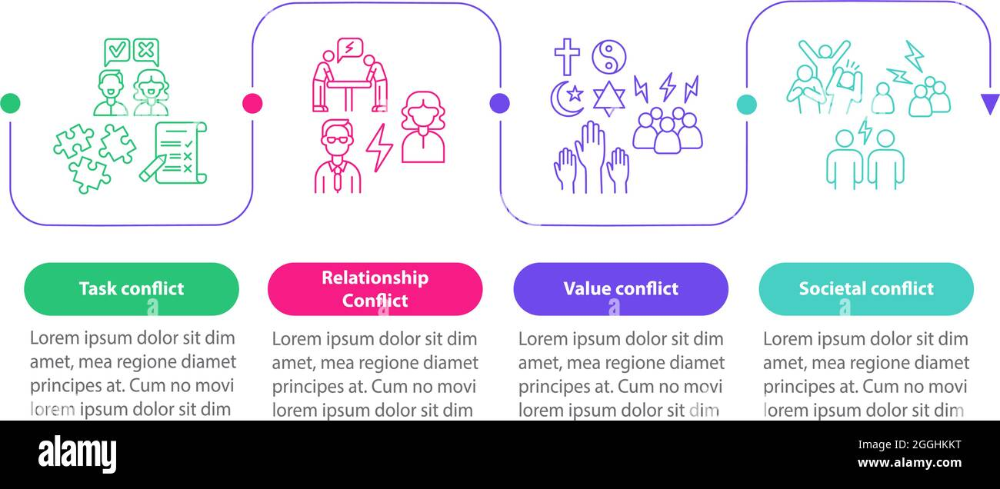 Task conflict
Relationship
Conflict
Value conflict
Societal conflict
Lorem ipsum dolor sit dim
amet, mea regione diamet
principes at. Cum no movi
lorem ipsum dolor sit dim
Lorem ipsum dolor sit dim
amet, mea regione diamet
principes at. Cum no movi
lorem ipsum dolor sit dim
Lorem ipsum dolor sit dim
amet, mea regione diamet
principes at. Cum no movi
lorem ipsum dolor sit dim
Lorem ipsum dolor sit dim
amet, mea regione diamet
principes at. Cum no movi
lorem ipsum dolor sit dim
a
a
a
a
alamy
alamy
Image ID: 2GGHKKT
www.alamy.com